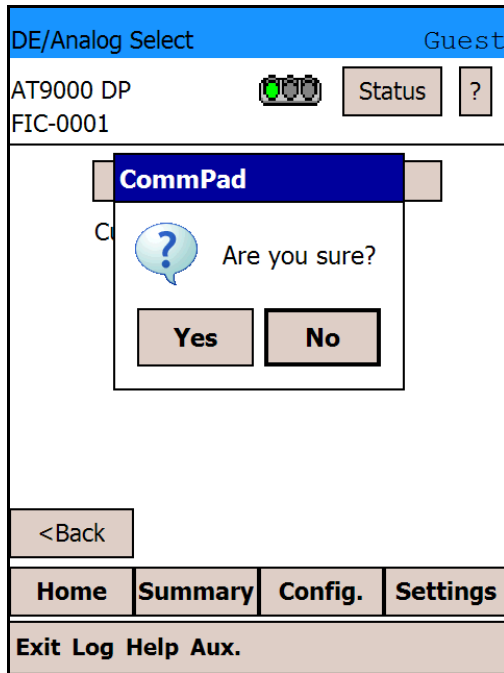 DE/Analog Select Guest
AT9000 DP
FIC-0001
Status ?
CommPad
Are you sure?
Yes No
<Back
Home Summary Config. Settings
Exit Log Help Aux.